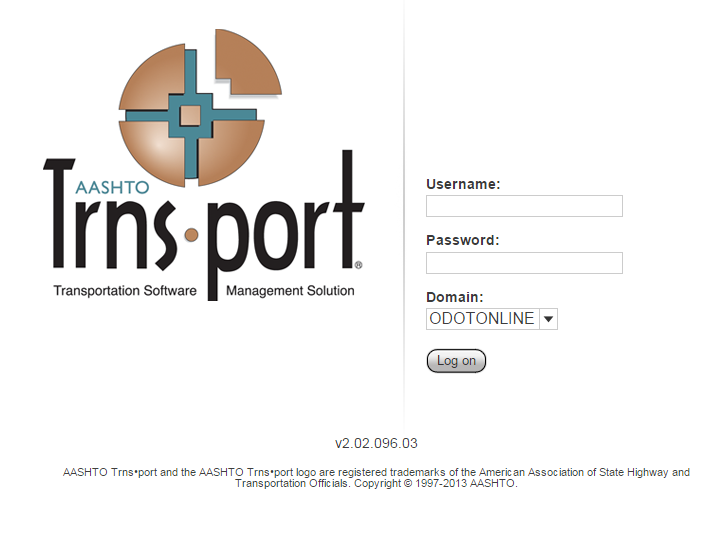 AASHTO
Trns•port®
Transportation Software Management Solution
Username:
Password:
Domain:
ODOTONLINE
Log on
v2.02.096.03
AASHTO Trns•port and the AASHTO Trns•port logo are registered trademarks of the American Association of State Highway and
Transportation Officials. Copyright © 1997-2013 AASHTO.